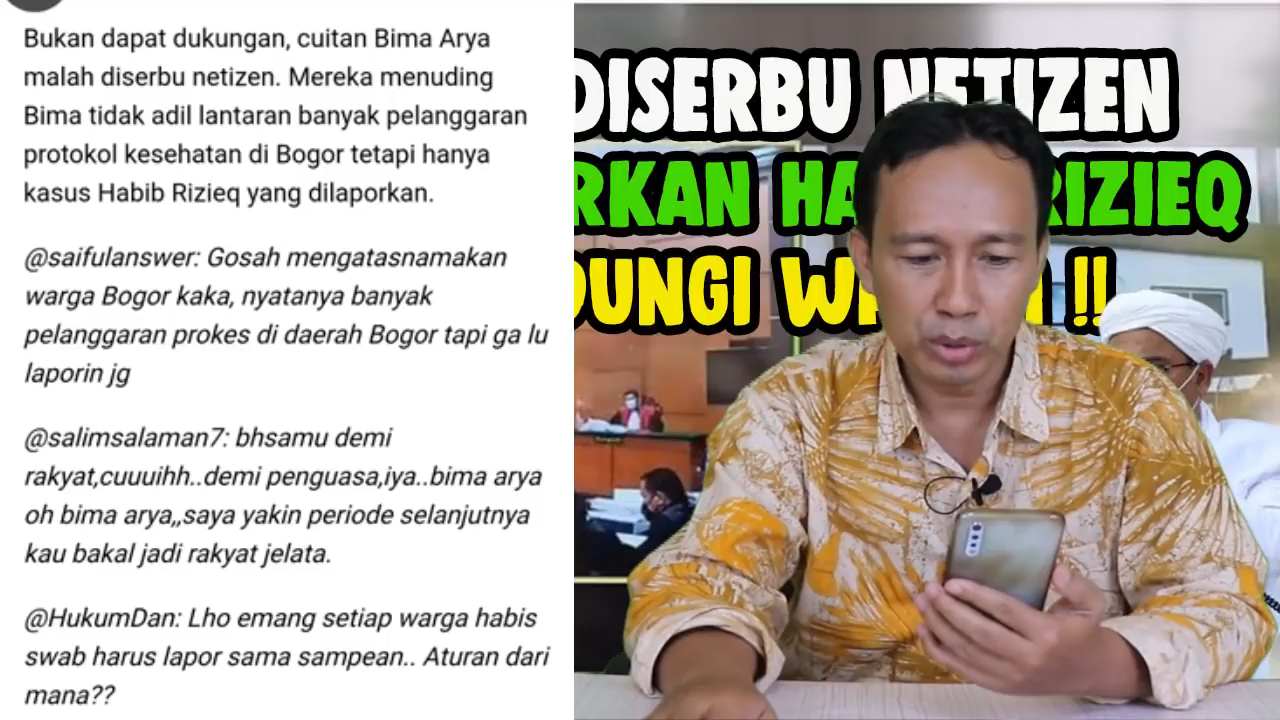 Bukan dapat dukungan, cuitan Bima Arya
malah diserbu netizen. Mereka menuding
Bima tidak adil lantaran banyak pelanggaran
protokol kesehatan di Bogor tetapi hanya
kasus Habib Rizieq yang dilaporkan.
@saifulanswer: Gosah mengatasnamakan
warga Bogor kaka, nyatanya banyak
pelanggaran prokes di daerah Bogor tapi ga lu
laporin jg
@salimsalaman7: bhsamu demi
rakyat,cuuuihh..demi penguasa,iya..bima arya
oh bima arya,,saya yakin periode selanjutnya
kau bakal jadi rakyat jelata.
@HukumDan: Lho emang setiap warga habis
swab harus lapor sama sampean.. Aturan dari
mana??
DISERBU NETIZEN
RKAN HA RIZIEQ
DUNGI W !!